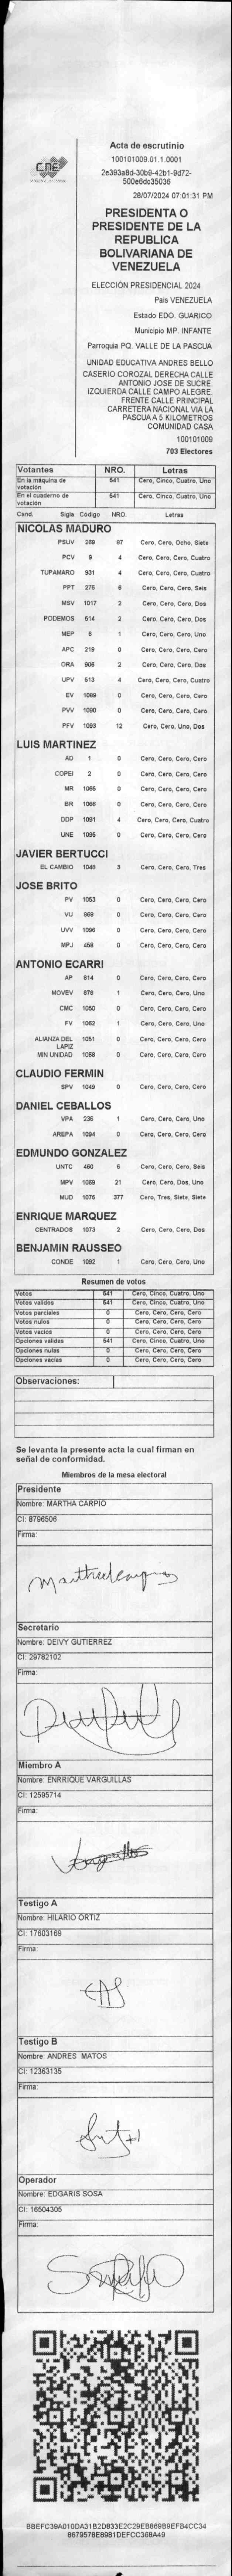 CNE
Acta de escrutinio
100101009.01.1.0001
2e393a8d-30b9-42b1-9d72-
500e6dc35036
28/07/2024 07:01:31 PM
PRESIDENTA O
PRESIDENTE DE LA
REPUBLICA
BOLIVARIANA DE
VENEZUELA
ELECCIÓN PRESIDENCIAL 2024
País VENEZUELA
Estado EDO. GUARICO
Municipio MP. INFANTE
Parroquia PQ. VALLE DE LA PASCUA
UNIDAD EDUCATIVA ANDRES BELLO
CASERIO COROZAL DERECHA CALLE
ANTONIO JOSE DE SUCRE.
IZQUIERDA CALLE CAMPO ALEGRE.
FRENTE CALLE PRINCIPAL
CARRETERA NACIONAL VIA LA
PASCUA A 5 KILOMETROS
COMUNIDAD CASA
100101009
703 Electores
Votantes NRO. Letras
En la máquina de votación 541 Cero, Cinco, Cuatro, Uno
En el cuaderno de votación 541 Cero, Cinco, Cuatro, Uno
Cand. Sigla Código NRO. Letras
NICOLAS MADURO
PSUV 269 87 Cero, Cero, Ocho, Siete
PCV 9 4 Cero, Cero, Cero, Cuatro
TUPAMARO 931 4 Cero, Cero, Cero, Cuatro
PPT 276 6 Cero, Cero, Cero, Seis
MSV 1017 2 Cero, Cero, Cero, Dos
PODEMOS 514 2 Cero, Cero, Cero, Dos
MEP 6 1 Cero, Cero, Cero, Uno
APC 219 0 Cero, Cero, Cero, Cero
ORA 906 2 Cero, Cero, Cero, Dos
UPV 513 4 Cero, Cero, Cero, Cuatro
EV 1089 0 Cero, Cero, Cero, Cero
PVV 1090 0 Cero, Cero, Cero, Cero
PFV 1093 12 Cero, Cero, Uno, Dos
LUIS MARTINEZ
AD 1 0 Cero, Cero, Cero, Cero
COPEI 2 0 Cero, Cero, Cero, Cero
MR 1065 0 Cero, Cero, Cero, Cero
BR 1066 0 Cero, Cero, Cero, Cero
DDP 1091 4 Cero, Cero, Cero, Cuatro
UNE 1095 0 Cero, Cero, Cero, Cero
JAVIER BERTUCCI
EL CAMBIO 1048 3 Cero, Cero, Cero, Tres
JOSE BRITO
PV 1053 0 Cero, Cero, Cero, Cero
VU 868 0 Cero, Cero, Cero, Cero
UVV 1096 0 Cero, Cero, Cero, Cero
MPJ 458 0 Cero, Cero, Cero, Cero
ANTONIO ECARRI
AP 814 0 Cero, Cero, Cero, Cero
MOVEV 878 1 Cero, Cero, Cero, Uno
CMC 1050 0 Cero, Cero, Cero, Cero
FV 1062 1 Cero, Cero, Cero, Uno
ALIANZA DEL LAPIZ 1051 0 Cero, Cero, Cero, Cero
MIN UNIDAD 1068 0 Cero, Cero, Cero, Cero
CLAUDIO FERMIN
SPV 1049 0 Cero, Cero, Cero, Cero
DANIEL CEBALLOS
VPA 236 1 Cero, Cero, Cero, Uno
AREPA 1094 0 Cero, Cero, Cero, Cero
EDMUNDO GONZALEZ
UNTC 460 6 Cero, Cero, Cero, Seis
MPV 1069 21 Cero, Cero, Dos, Uno
MUD 1076 377 Cero, Tres, Siete, Siete
ENRIQUE MARQUEZ
CENTRADOS 1073 2 Cero, Cero, Cero, Dos
BENJAMIN RAUSSEO
CONDE 1092 1 Cero, Cero, Cero, Uno
Resumen de votos
Votos 541 Cero, Cinco, Cuatro, Uno
Votos validos 541 Cero, Cinco, Cuatro, Uno
Votos parciales 0 Cero, Cero, Cero, Cero
Votos nulos 0 Cero, Cero, Cero, Cero
Votos vacios 0 Cero, Cero, Cero, Cero
Opciones validas 541 Cero, Cinco, Cuatro, Uno
Opciones nulas 0 Cero, Cero, Cero, Cero
Opciones vacias 0 Cero, Cero, Cero, Cero
Observaciones:
Se levanta la presente acta la cual firman en
señal de conformidad.
Miembros de la mesa electoral
Presidente
Nombre: MARTHA CARPIO
CI: 8796506
Firma:
Secretario
Nombre: DEIVY GUTIERREZ
CI: 29782102
Firma:
Miembro A
Nombre: ENRRIQUE VARGUILLAS
CI: 12595714
Firma:
Testigo A
Nombre: HILARIO ORTIZ
CI: 17603169
Firma:
Testigo B
Nombre: ANDRES MATOS
CI: 12363135
Firma:
Operador
Nombre: EDGARIS SOSA
CI: 16504305
Firma:
BBEFC39A010DA31B2D833E2C29EB869B9EFB4CC34
8679578E8981DEFCC368A49